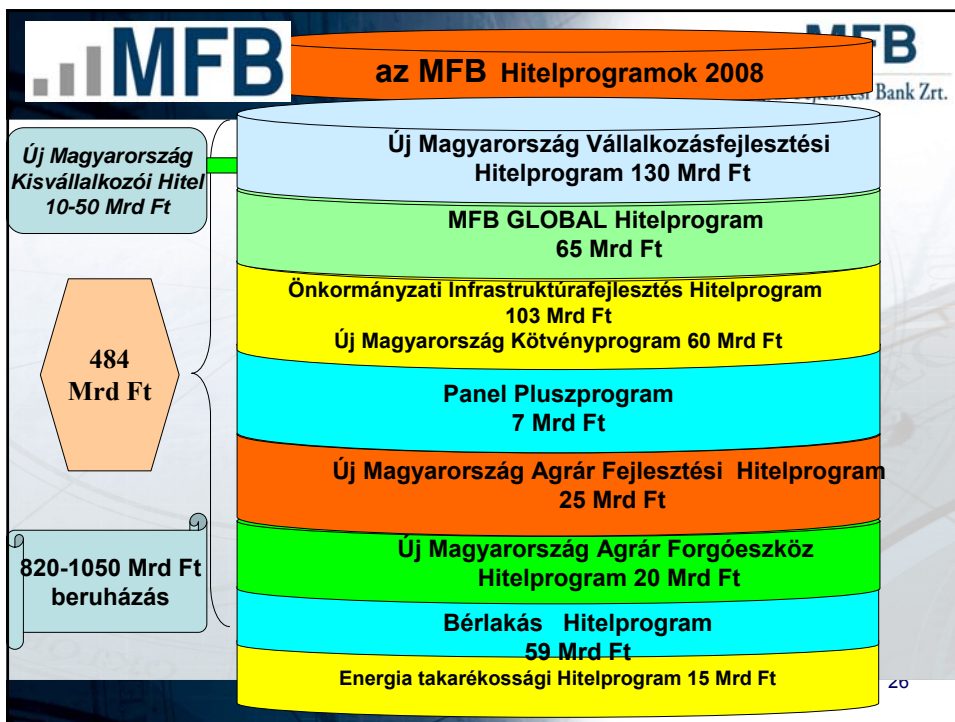 MFB
az MFB Hitelprogramok 2008
MFB
Fejlesztési Bank Zrt.
Új Magyarország
Kisvállalkozói Hitel
10-50 Mrd Ft
Új Magyarország Vállalkozásfejlesztési
Hitelprogram 130 Mrd Ft
MFB GLOBAL Hitelprogram
65 Mrd Ft
Önkormányzati Infrastruktúrafejlesztés Hitelprogram
103 Mrd Ft
Új Magyarország Kötvényprogram 60 Mrd Ft
484
Mrd Ft
Panel Pluszprogram
7 Mrd Ft
Új Magyarország Agrár Fejlesztési Hitelprogram
25 Mrd Ft
820-1050 Mrd Ft
beruházás
Új Magyarország Agrár Forgóeszköz
Hitelprogram 20 Mrd Ft
Bérlakás Hitelprogram
59 Mrd Ft
Energia takarékossági Hitelprogram 15 Mrd Ft
26